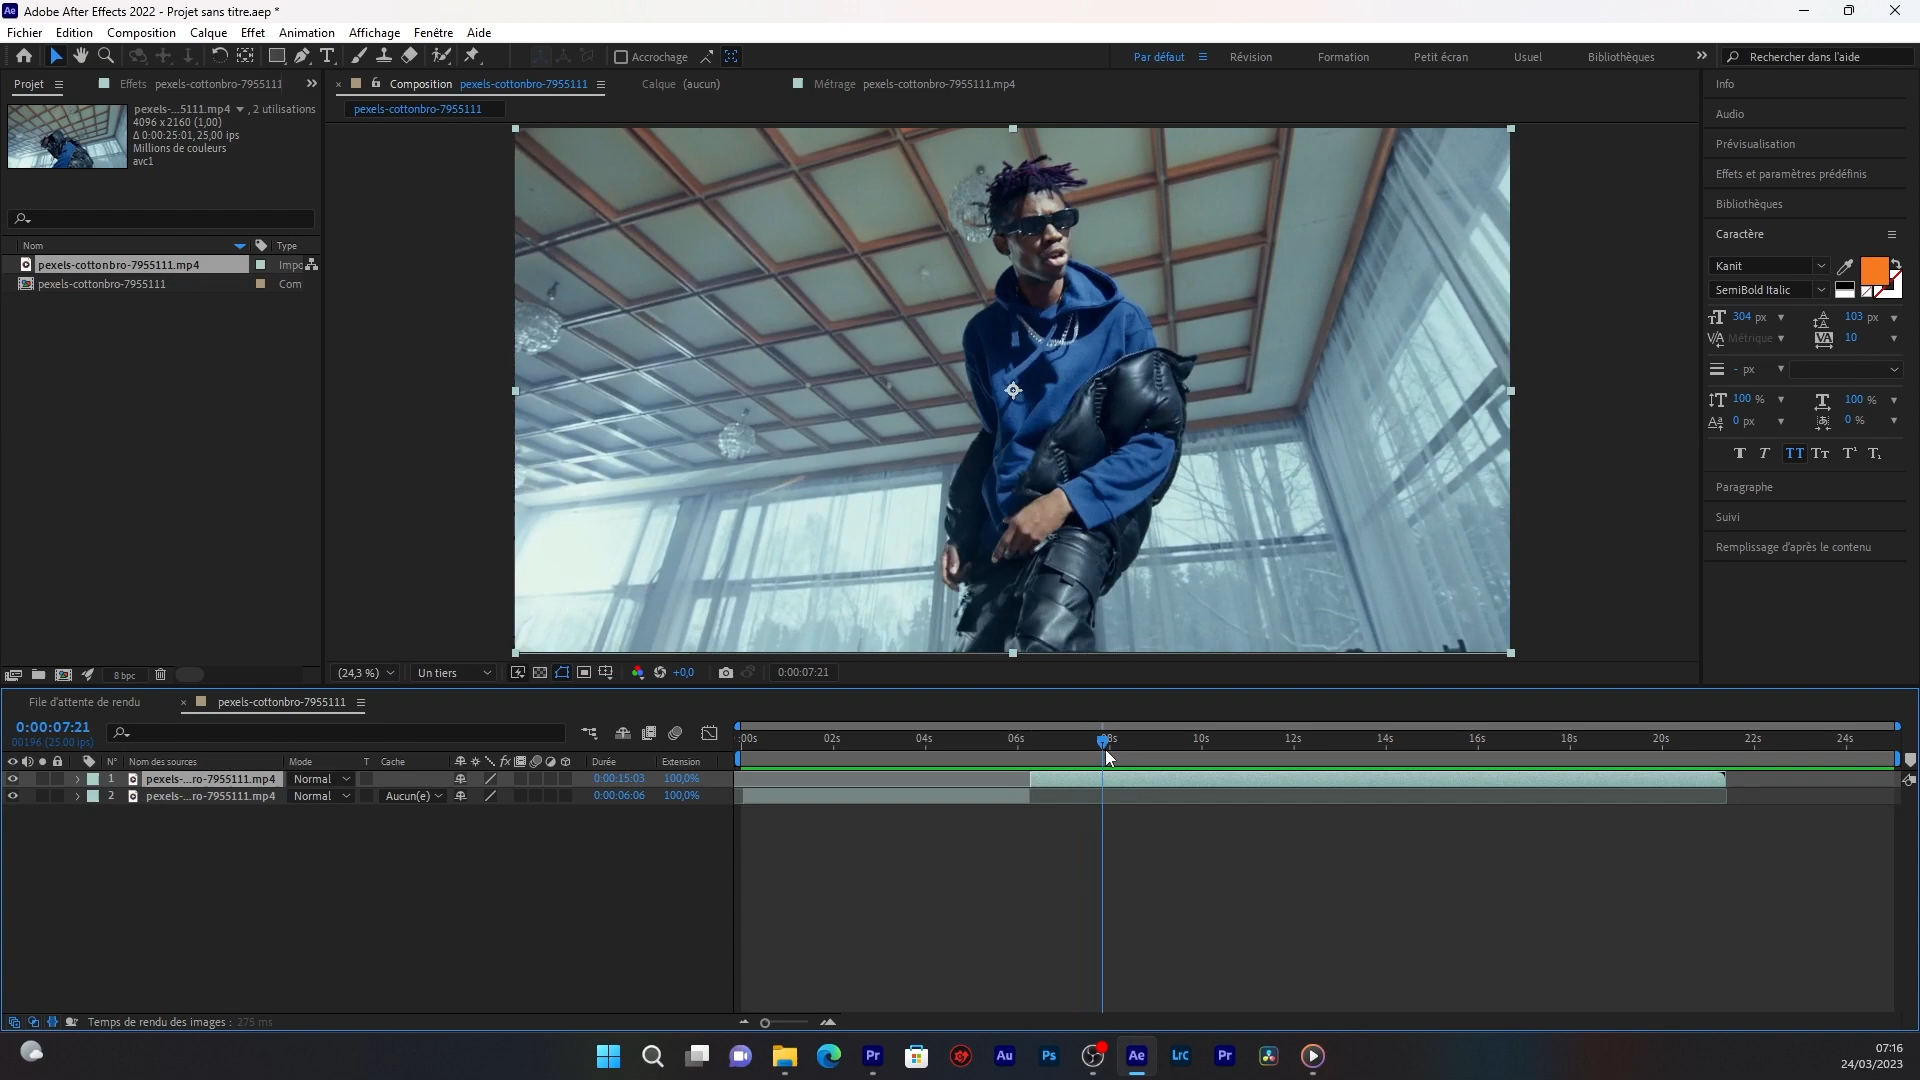 Adobe After Effects 2022 - Projet sans titre.aep *
Fichier Edition Composition Calque Effet Animation Affichage Fenêtre Aide
Accrochage
Par défaut Révision Formation Petit écran Usuel Bibliothèques
Rechercher dans l'aide
Projet Effets pexels-cottonbro-7955111
Composition pexels-cottonbro-7955111 Calque (aucun) Métrage pexels-cottonbro-7955111.mp4
pexels-cottonbro-7955111
pexels-...5111.mp4 , 2 utilisations
4096 x 2160 (1,00)
Δ 0:00:25:01, 25,00 ips
Millions de couleurs
avc1
Nom Type
pexels-cottonbro-7955111.mp4 Impo
pexels-cottonbro-7955111 Com
8 bpc
(24,3 %) Un tiers +0,0 0:00:07:21
Info
Audio
Prévisualisation
Effets et paramètres prédéfinis
Bibliothèques
Caractère
Kanit
SemiBold Italic
304 px 103 px
Métrique 10
- px
100 % 100 %
0 px 0 %
Paragraphe
Suivi
Remplissage d'après le contenu
File d'attente de rendu pexels-cottonbro-7955111
0:00:07:21
00196 (25.00 ips)
:00s 02s 04s 06s 08s 10s 12s 14s 16s 18s 20s 22s 24s
N° Nom des sources Mode T Cache Durée Extension
1 pexels-...ro-7955111.mp4 Normal 0:00:15:03 100,0%
2 pexels-...ro-7955111.mp4 Normal Aucun(e) 0:00:06:06 100,0%
Temps de rendu des images : 275 ms
Pr Au Ps Ae LrC Pr
07:16
24/03/2023